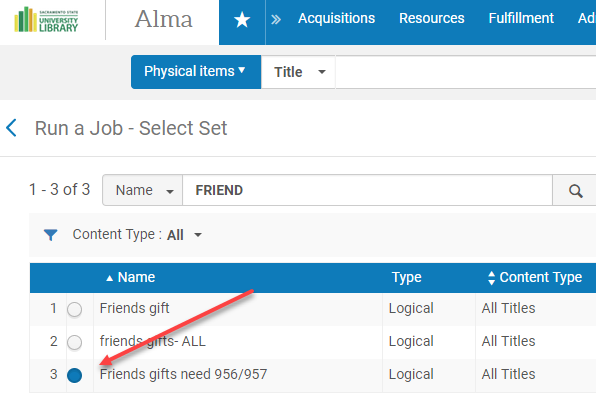 SACRAMENTO STATE
UNIVERSITY
LIBRARY
Alma
★ » Acquisitions Resources Fulfillment Ad
Physical items ▼ Title ▼
Run a Job - Select Set
1 - 3 of 3 Name ▼ FRIEND
Content Type : All ▼
▲ Name Type Content Type
1 Friends gift Logical All Titles
2 friends gifts- ALL Logical All Titles
3 Friends gifts need 956/957 Logical All Titles